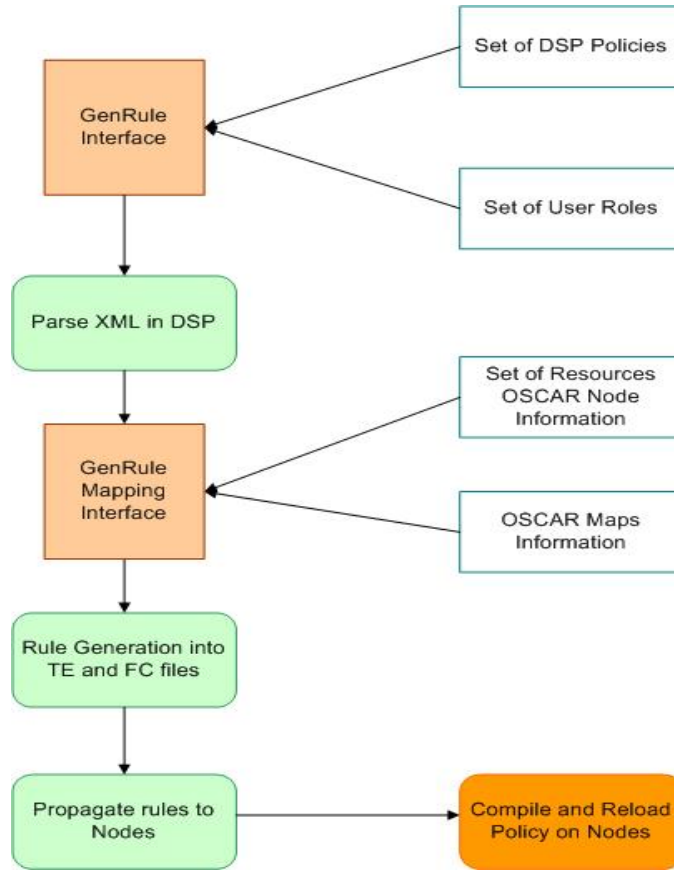 Set of DSP Policies
GenRule
Interface
Set of User Roles
Parse XML in DSP
Set of Resources
OSCAR Node
Information
GenRule
Mapping
Interface
OSCAR Maps
Information
Rule Generation into
TE and FC files
Propagate rules to
Nodes
Compile and Reload
Policy on Nodes